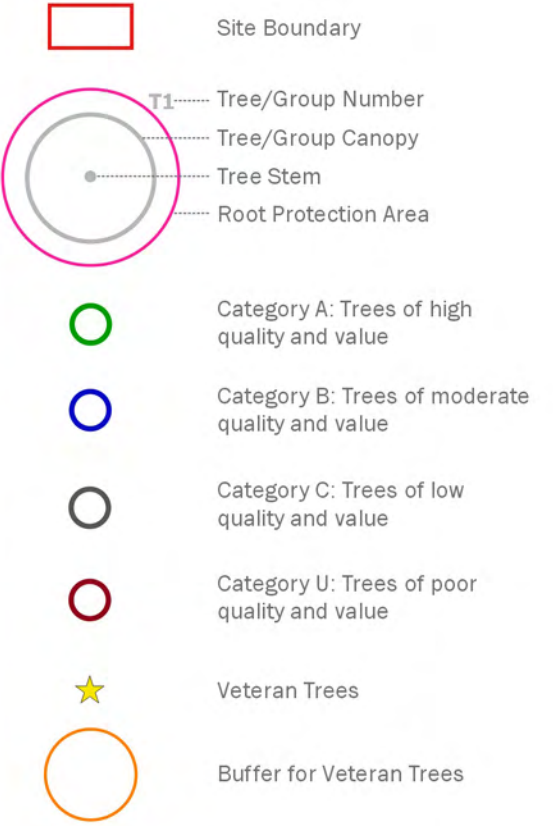 Site Boundary
T1
Tree/Group Number
Tree/Group Canopy
Tree Stem
Root Protection Area
Category A: Trees of high
quality and value
Category B: Trees of moderate
quality and value
Category C: Trees of low
quality and value
Category U: Trees of poor
quality and value
Veteran Trees
Buffer for Veteran Trees